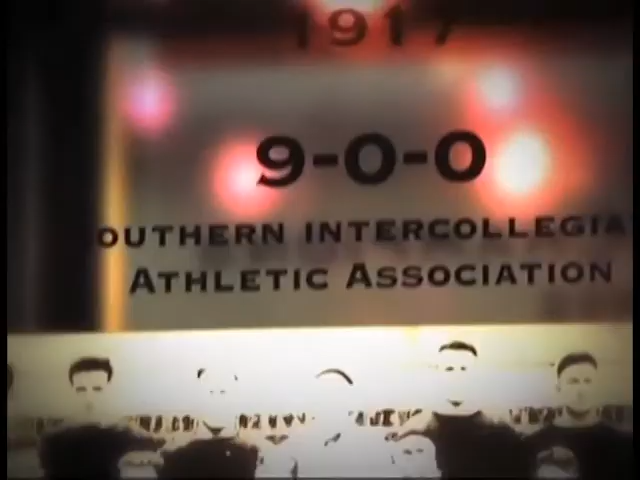 1917
9-0-0
OUTHERN INTERCOLLEGIA
ATHLETIC ASSOCIATION